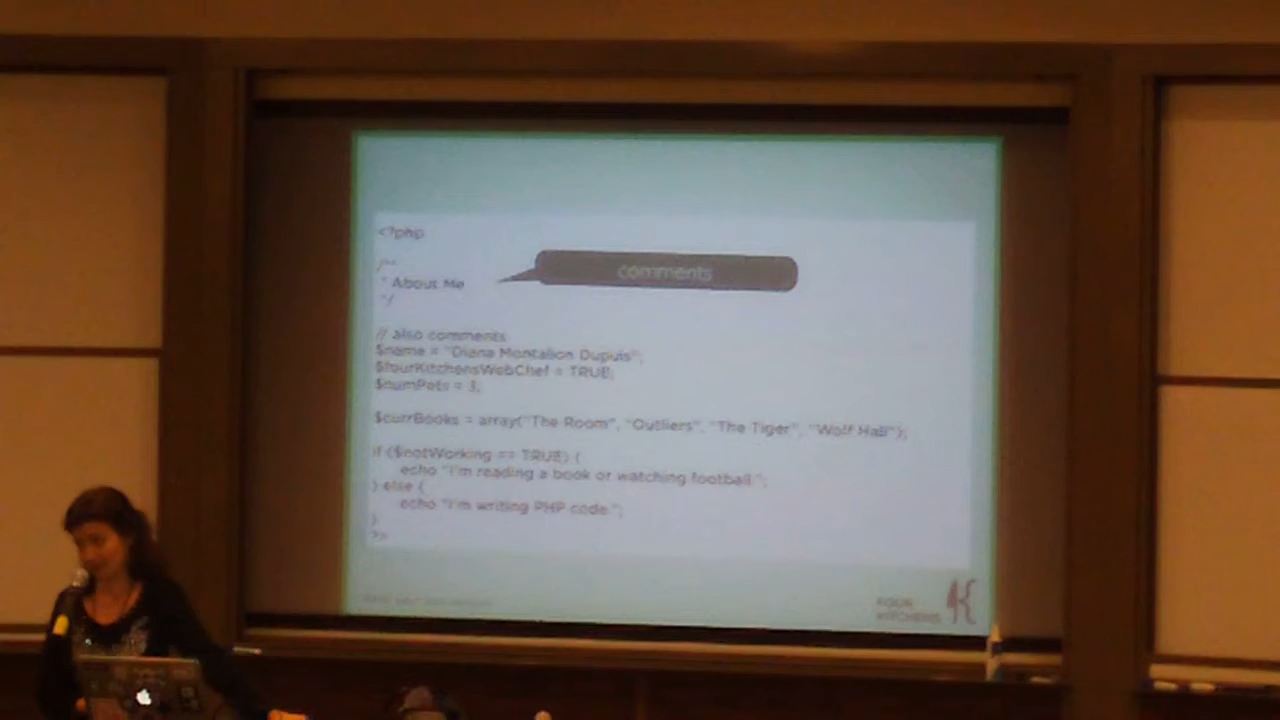 <?php
/**
comments
* About Me
*/
// also comments
$name = "Diana Montalion Dupuis";
$fourKitchensWebChef = TRUE;
$numPets = 3;
$currBooks = array("The Room", "Outliers", "The Tiger", "Wolf Hall");
if ($notWorking == TRUE) {
echo "I'm reading a book or watching football.";
} else {
echo "I'm writing PHP code.";
}
?>
FOUR
KITCHENS